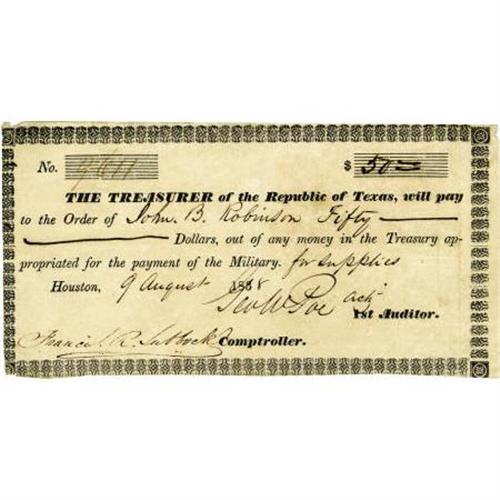 No. 9611 $ 50=
THE TREASURER of the Republic of Texas, will pay
to the Order of John. B. Robinson Fifty
Dollars, out of any money in the Treasury ap-
propriated for the payment of the Military. for supplies
Houston, 9 August 1838 Geo W Poe actg
1st Auditor.
Francis. R. Lubbock Comptroller.